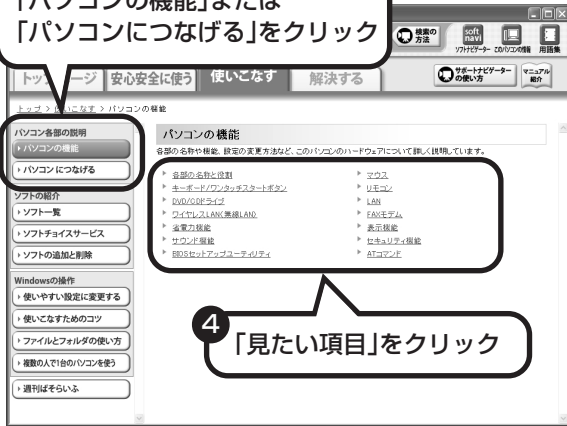 「パソコンの機能」または
「パソコンにつなげる」をクリック
検索の方法
soft navi
ソフトナビゲーター
このパソコンの情報
用語集
トップページ
安心安全に使う
使いこなす
解決する
サポートナビゲーターの使い方
マニュアル紹介
トップ > 使いこなす > パソコンの機能
パソコン各部の説明
パソコンの機能
パソコンにつなげる
ソフトの紹介
ソフト一覧
ソフトチョイスサービス
ソフトの追加と削除
Windowsの操作
使いやすい設定に変更する
使いこなすためのコツ
ファイルとフォルダの使い方
複数の人で1台のパソコンを使う
週刊ぱそらいふ
パソコンの機能
各部の名称や機能、設定の変更方法など、このパソコンのハードウェアについて詳しく説明しています。
各部の名称と役割
キーボード/ワンタッチスタートボタン
DVD/CDドライブ
ワイヤレスLAN(無線LAN)
省電力機能
サウンド機能
BIOSセットアップユーティリティ
マウス
リモコン
LAN
FAXモデム
表示機能
セキュリティ機能
ATコマンド
4
「見たい項目」をクリック